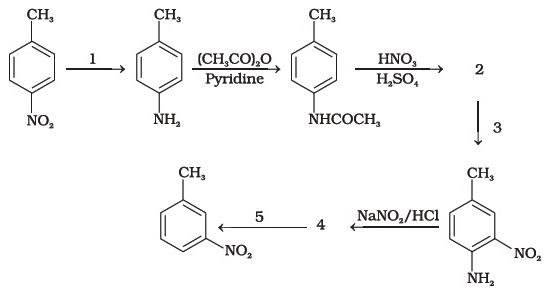 CH₃
NO₂
1
CH₃
NH₂
(CH₃CO)₂O
Pyridine
CH₃
NHCOCH₃
HNO₃
H₂SO₄
2
3
CH₃
NO₂
NH₂
NaNO₂/HCl
4
5
CH₃
NO₂